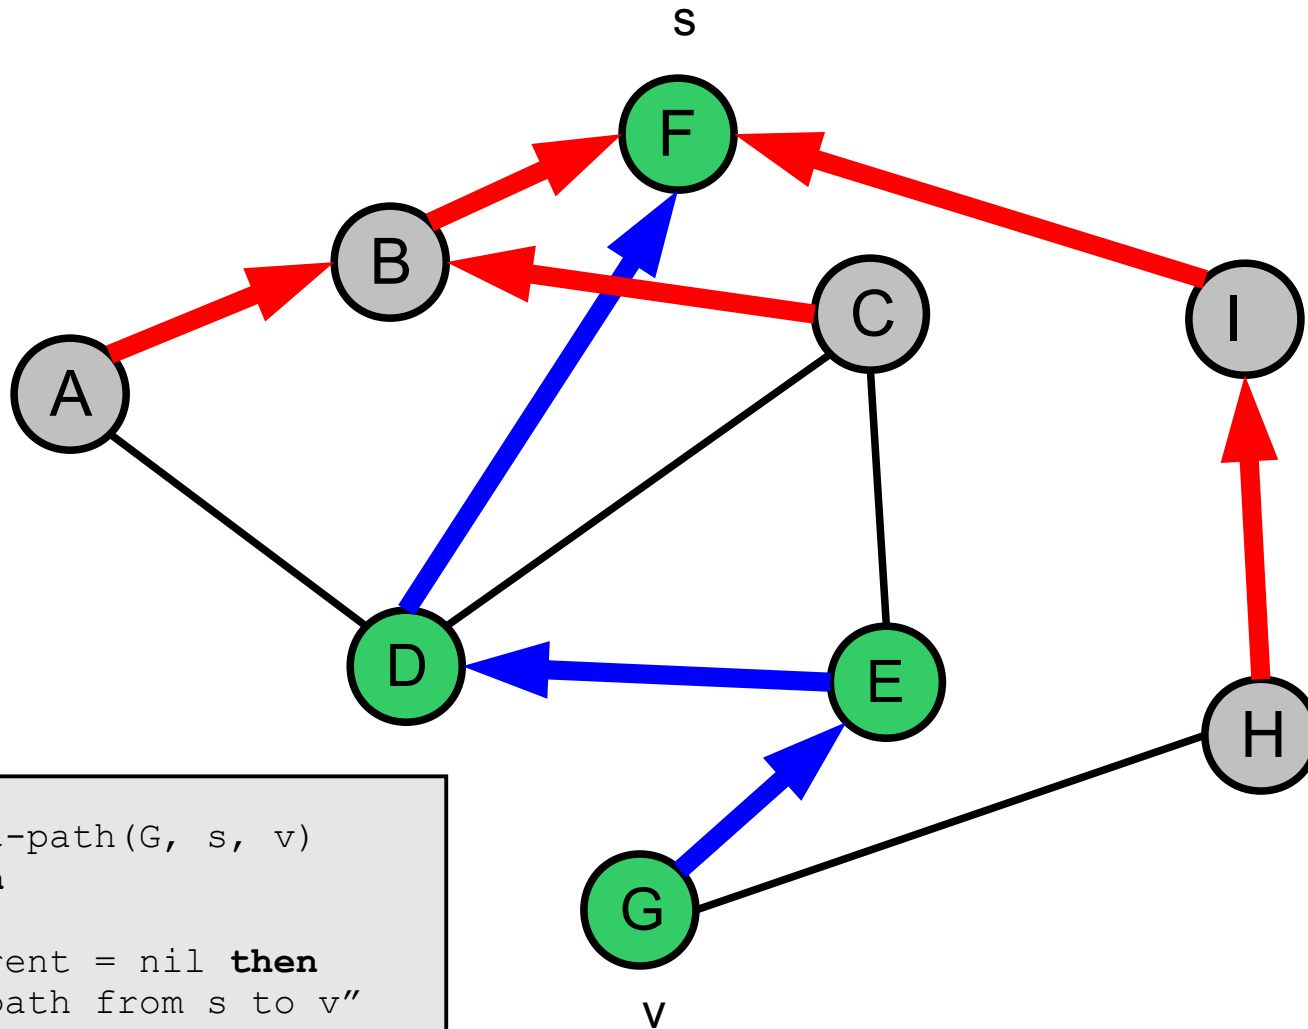 s
F
B
C
I
A
D
E
H
-path(G, s, v)
rent = nil then
path from s to v”
G
v